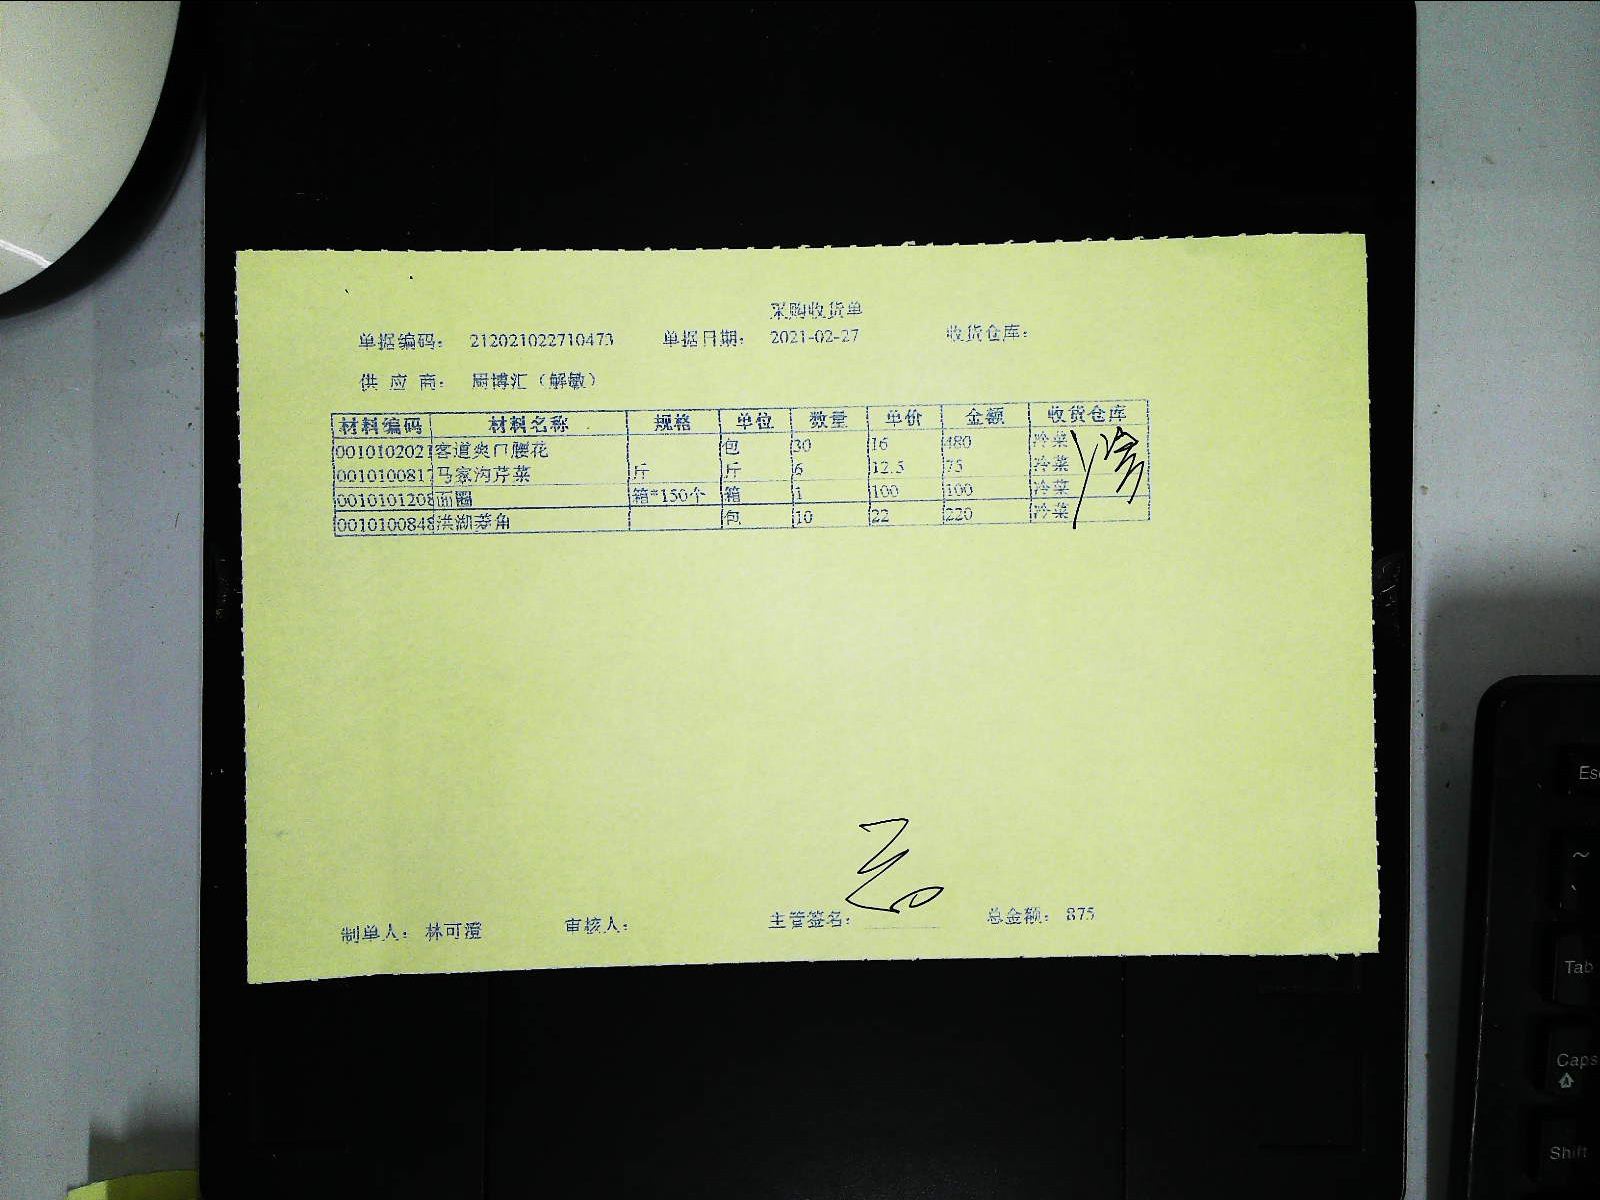 采购收货单
单据编码： 212021022710473 单据日期： 2021-02-27 收货仓库：
供 应 商： 厨博汇（解敏）
材料编码 材料名称 规格 单位 数量 单价 金额 收货仓库
0010102021 客道爽口腰花 包 30 16 480 冷菜
0010100817 马家沟芹菜 斤 斤 6 12.5 75 冷菜
0010101208 面圈 箱*150个 箱 1 100 100 冷菜
0010100848 洪湖菱角 包 10 22 220 冷菜
制单人： 林可澄 审核人： 主管签名： 总金额： 875
Esc
~
Tab
Caps
Shift